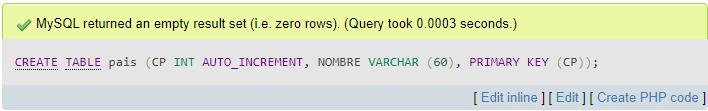 MySQL returned an empty result set (i.e. zero rows). (Query took 0.0003 seconds.)
CREATE TABLE pais (CP INT AUTO_INCREMENT, NOMBRE VARCHAR (60), PRIMARY KEY (CP));
[ Edit inline ] [ Edit ] [ Create PHP code ]